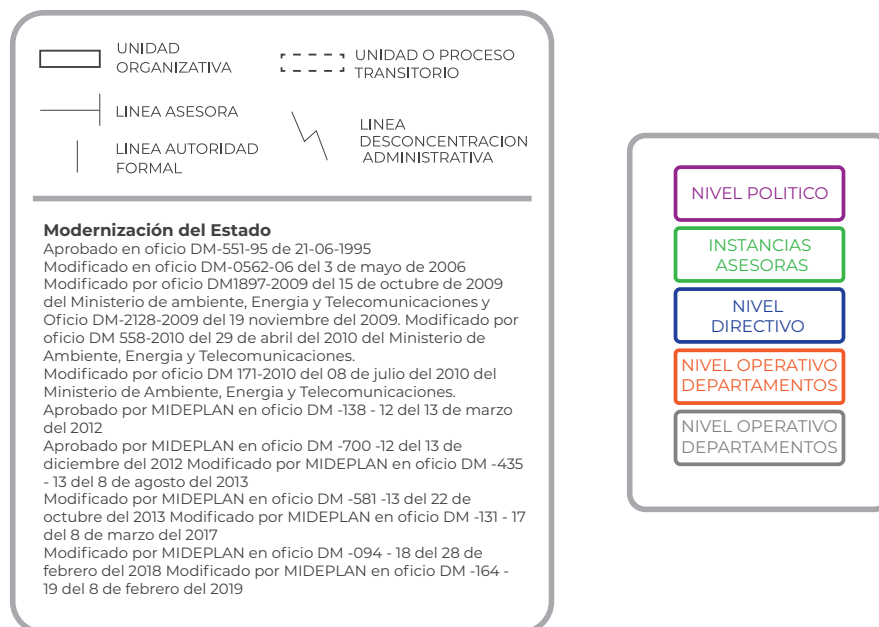 UNIDAD
ORGANIZATIVA
UNIDAD O PROCESO
TRANSITORIO
LINEA ASESORA
LINEA AUTORIDAD
FORMAL
LINEA
DESCONCENTRACION
ADMINISTRATIVA
Modernización del Estado
Aprobado en oficio DM-551-95 de 21-06-1995
Modificado en oficio DM-0562-06 del 3 de mayo de 2006
Modificado por oficio DM1897-2009 del 15 de octubre de 2009
del Ministerio de ambiente, Energia y Telecomunicaciones y
Oficio DM-2128-2009 del 19 noviembre del 2009. Modificado por
oficio DM 558-2010 del 29 de abril del 2010 del Ministerio de
Ambiente, Energia y Telecomunicaciones.
Modificado por oficio DM 171-2010 del 08 de julio del 2010 del
Ministerio de Ambiente, Energia y Telecomunicaciones.
Aprobado por MIDEPLAN en oficio DM -138 - 12 del 13 de marzo
del 2012
Aprobado por MIDEPLAN en oficio DM -700 -12 del 13 de
diciembre del 2012 Modificado por MIDEPLAN en oficio DM -435
- 13 del 8 de agosto del 2013
Modificado por MIDEPLAN en oficio DM -581 -13 del 22 de
octubre del 2013 Modificado por MIDEPLAN en oficio DM -131 - 17
del 8 de marzo del 2017
Modificado por MIDEPLAN en oficio DM -094 - 18 del 28 de
febrero del 2018 Modificado por MIDEPLAN en oficio DM -164 -
19 del 8 de febrero del 2019
NIVEL POLITICO
INSTANCIAS
ASESORAS
NIVEL
DIRECTIVO
NIVEL OPERATIVO
DEPARTAMENTOS
NIVEL OPERATIVO
DEPARTAMENTOS